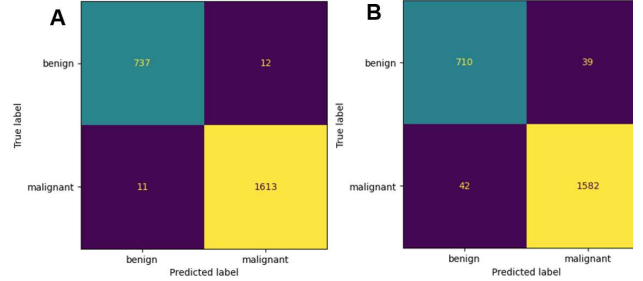 A
True label
benign
737
12
malignant
11
1613
benign
malignant
Predicted label
B
True label
benign
710
39
malignant
42
1582
benign
malignant
Predicted label